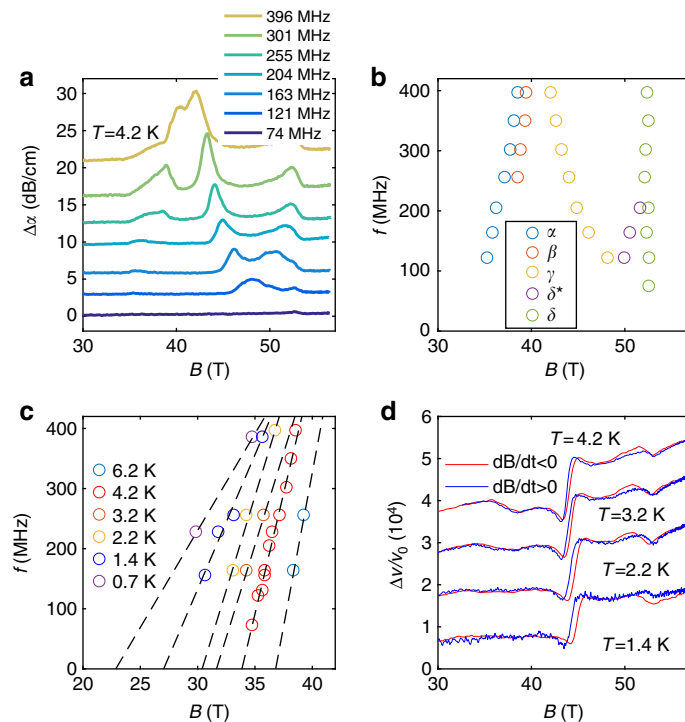 396 MHz
301 MHz
255 MHz
204 MHz
163 MHz
121 MHz
74 MHz
a
T=4.2 K
Δα (dB/cm)
30
25
20
15
10
5
0
30 40 50
B (T)
b
f (MHz)
400
300
200
100
0
α
β
γ
δ*
δ
30 40 50
B (T)
c
f (MHz)
400
300
200
100
0
6.2 K
4.2 K
3.2 K
2.2 K
1.4 K
0.7 K
20 25 30 35 40
B (T)
d
Δv/v0 (10⁴)
6
5
4
3
2
1
0
T=4.2 K
dB/dt<0
dB/dt>0
T=3.2 K
T=2.2 K
T=1.4 K
30 40 50
B (T)